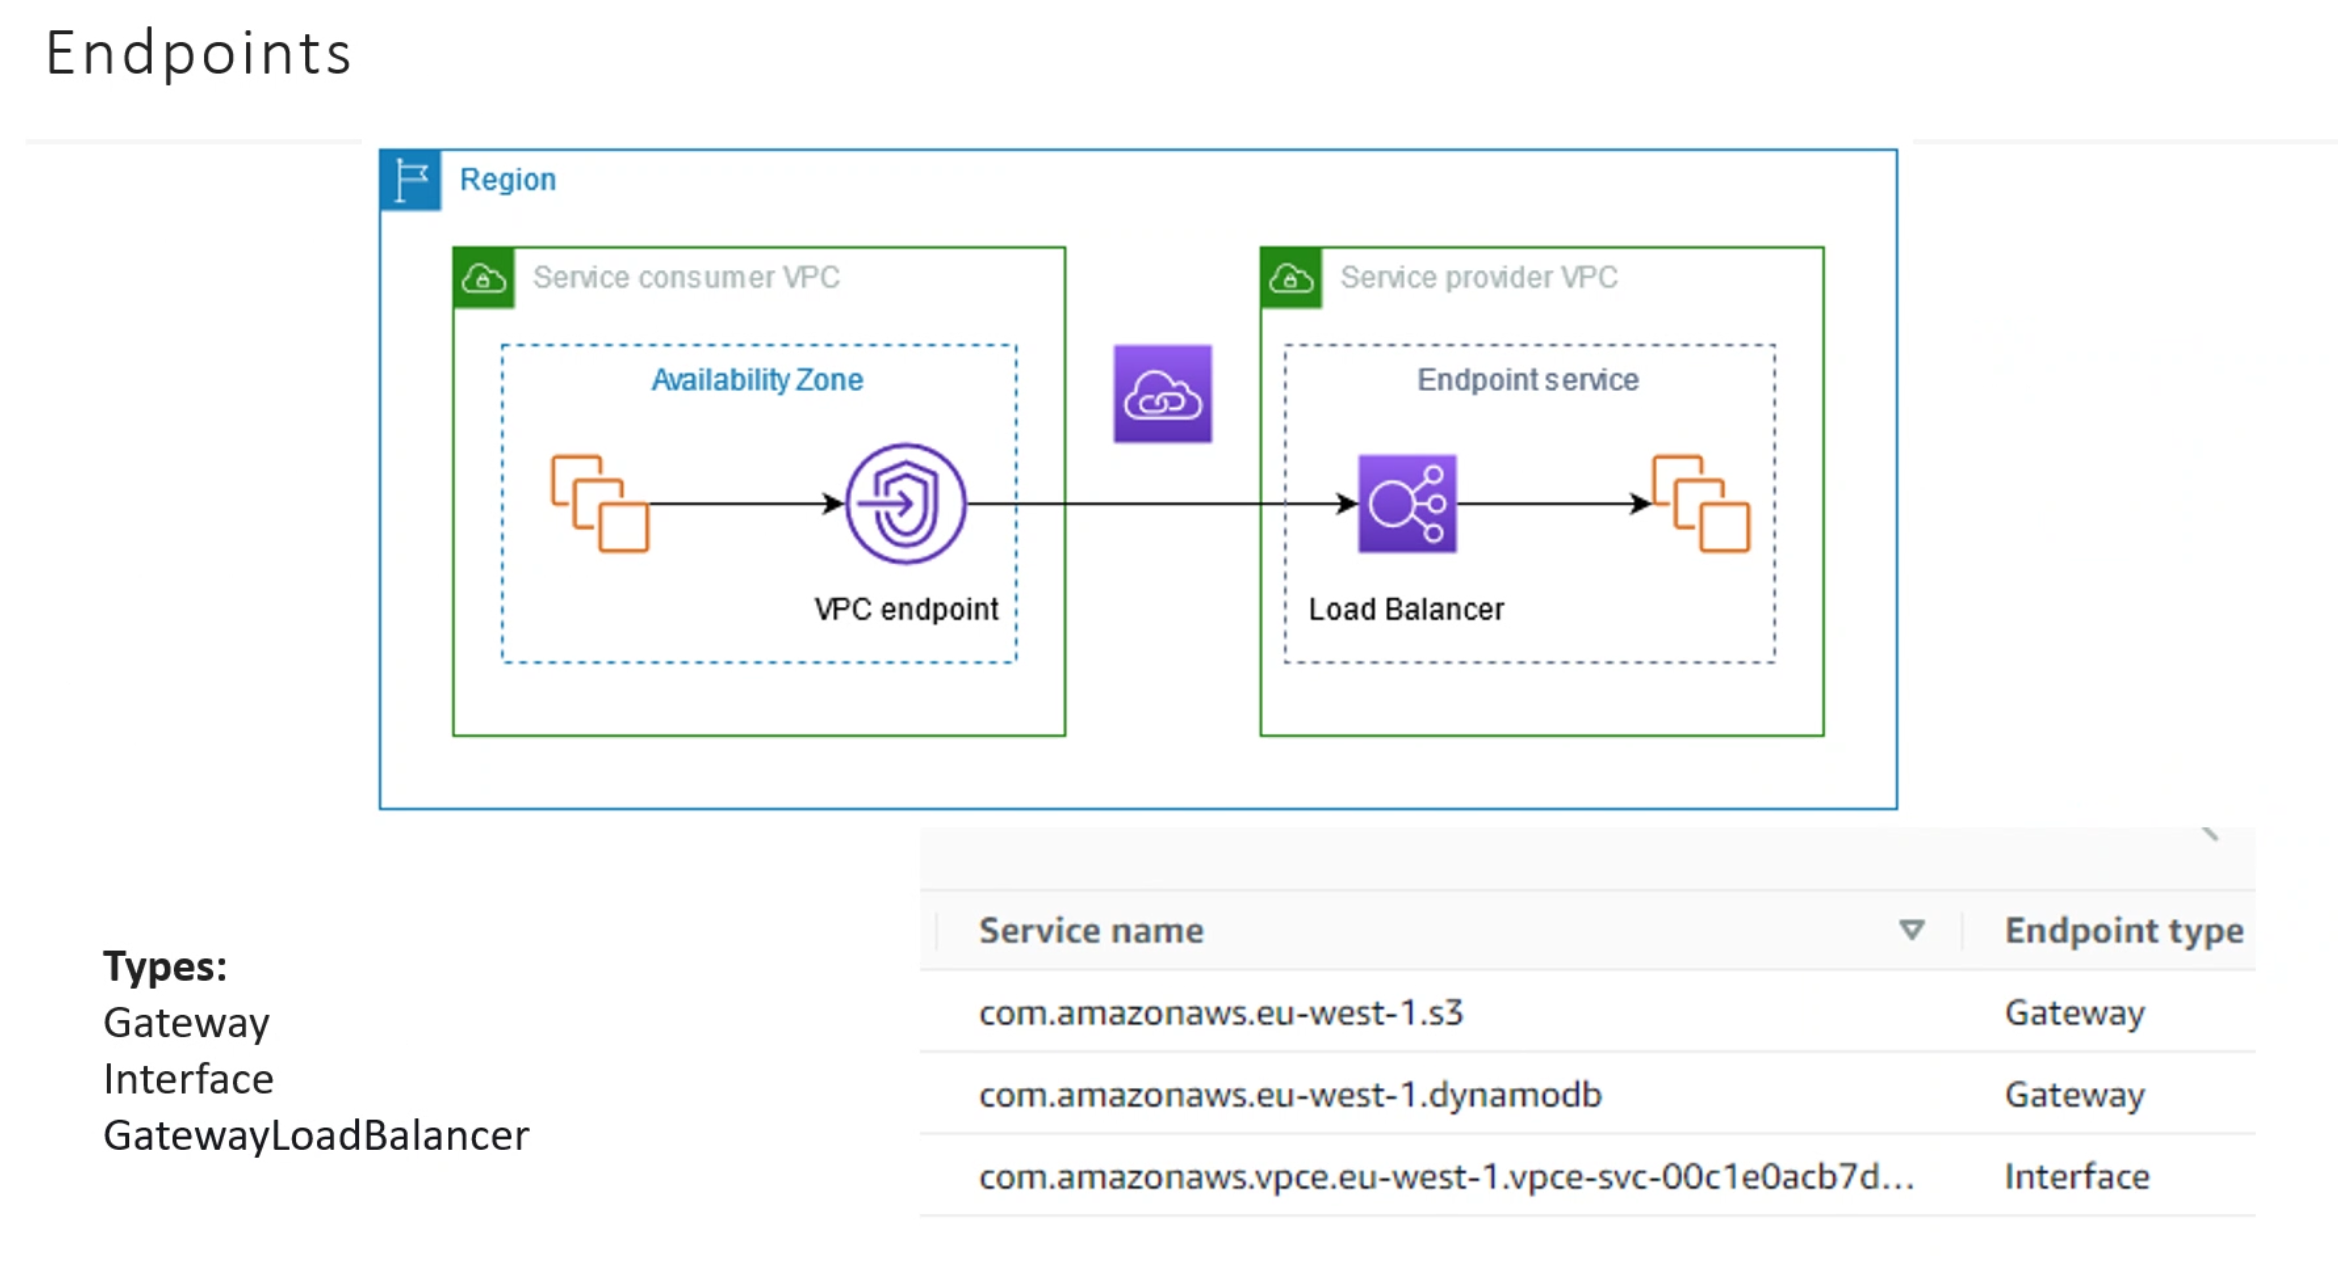 Endpoints
Region
Service consumer VPC
Service provider VPC
Availability Zone
Endpoint service
VPC endpoint
Load Balancer
Types:
Gateway
Interface
GatewayLoadBalancer
Service name
Endpoint type
com.amazonaws.eu-west-1.s3
Gateway
com.amazonaws.eu-west-1.dynamodb
Gateway
com.amazonaws.vpce.eu-west-1.vpce-svc-00c1e0acb7d...
Interface